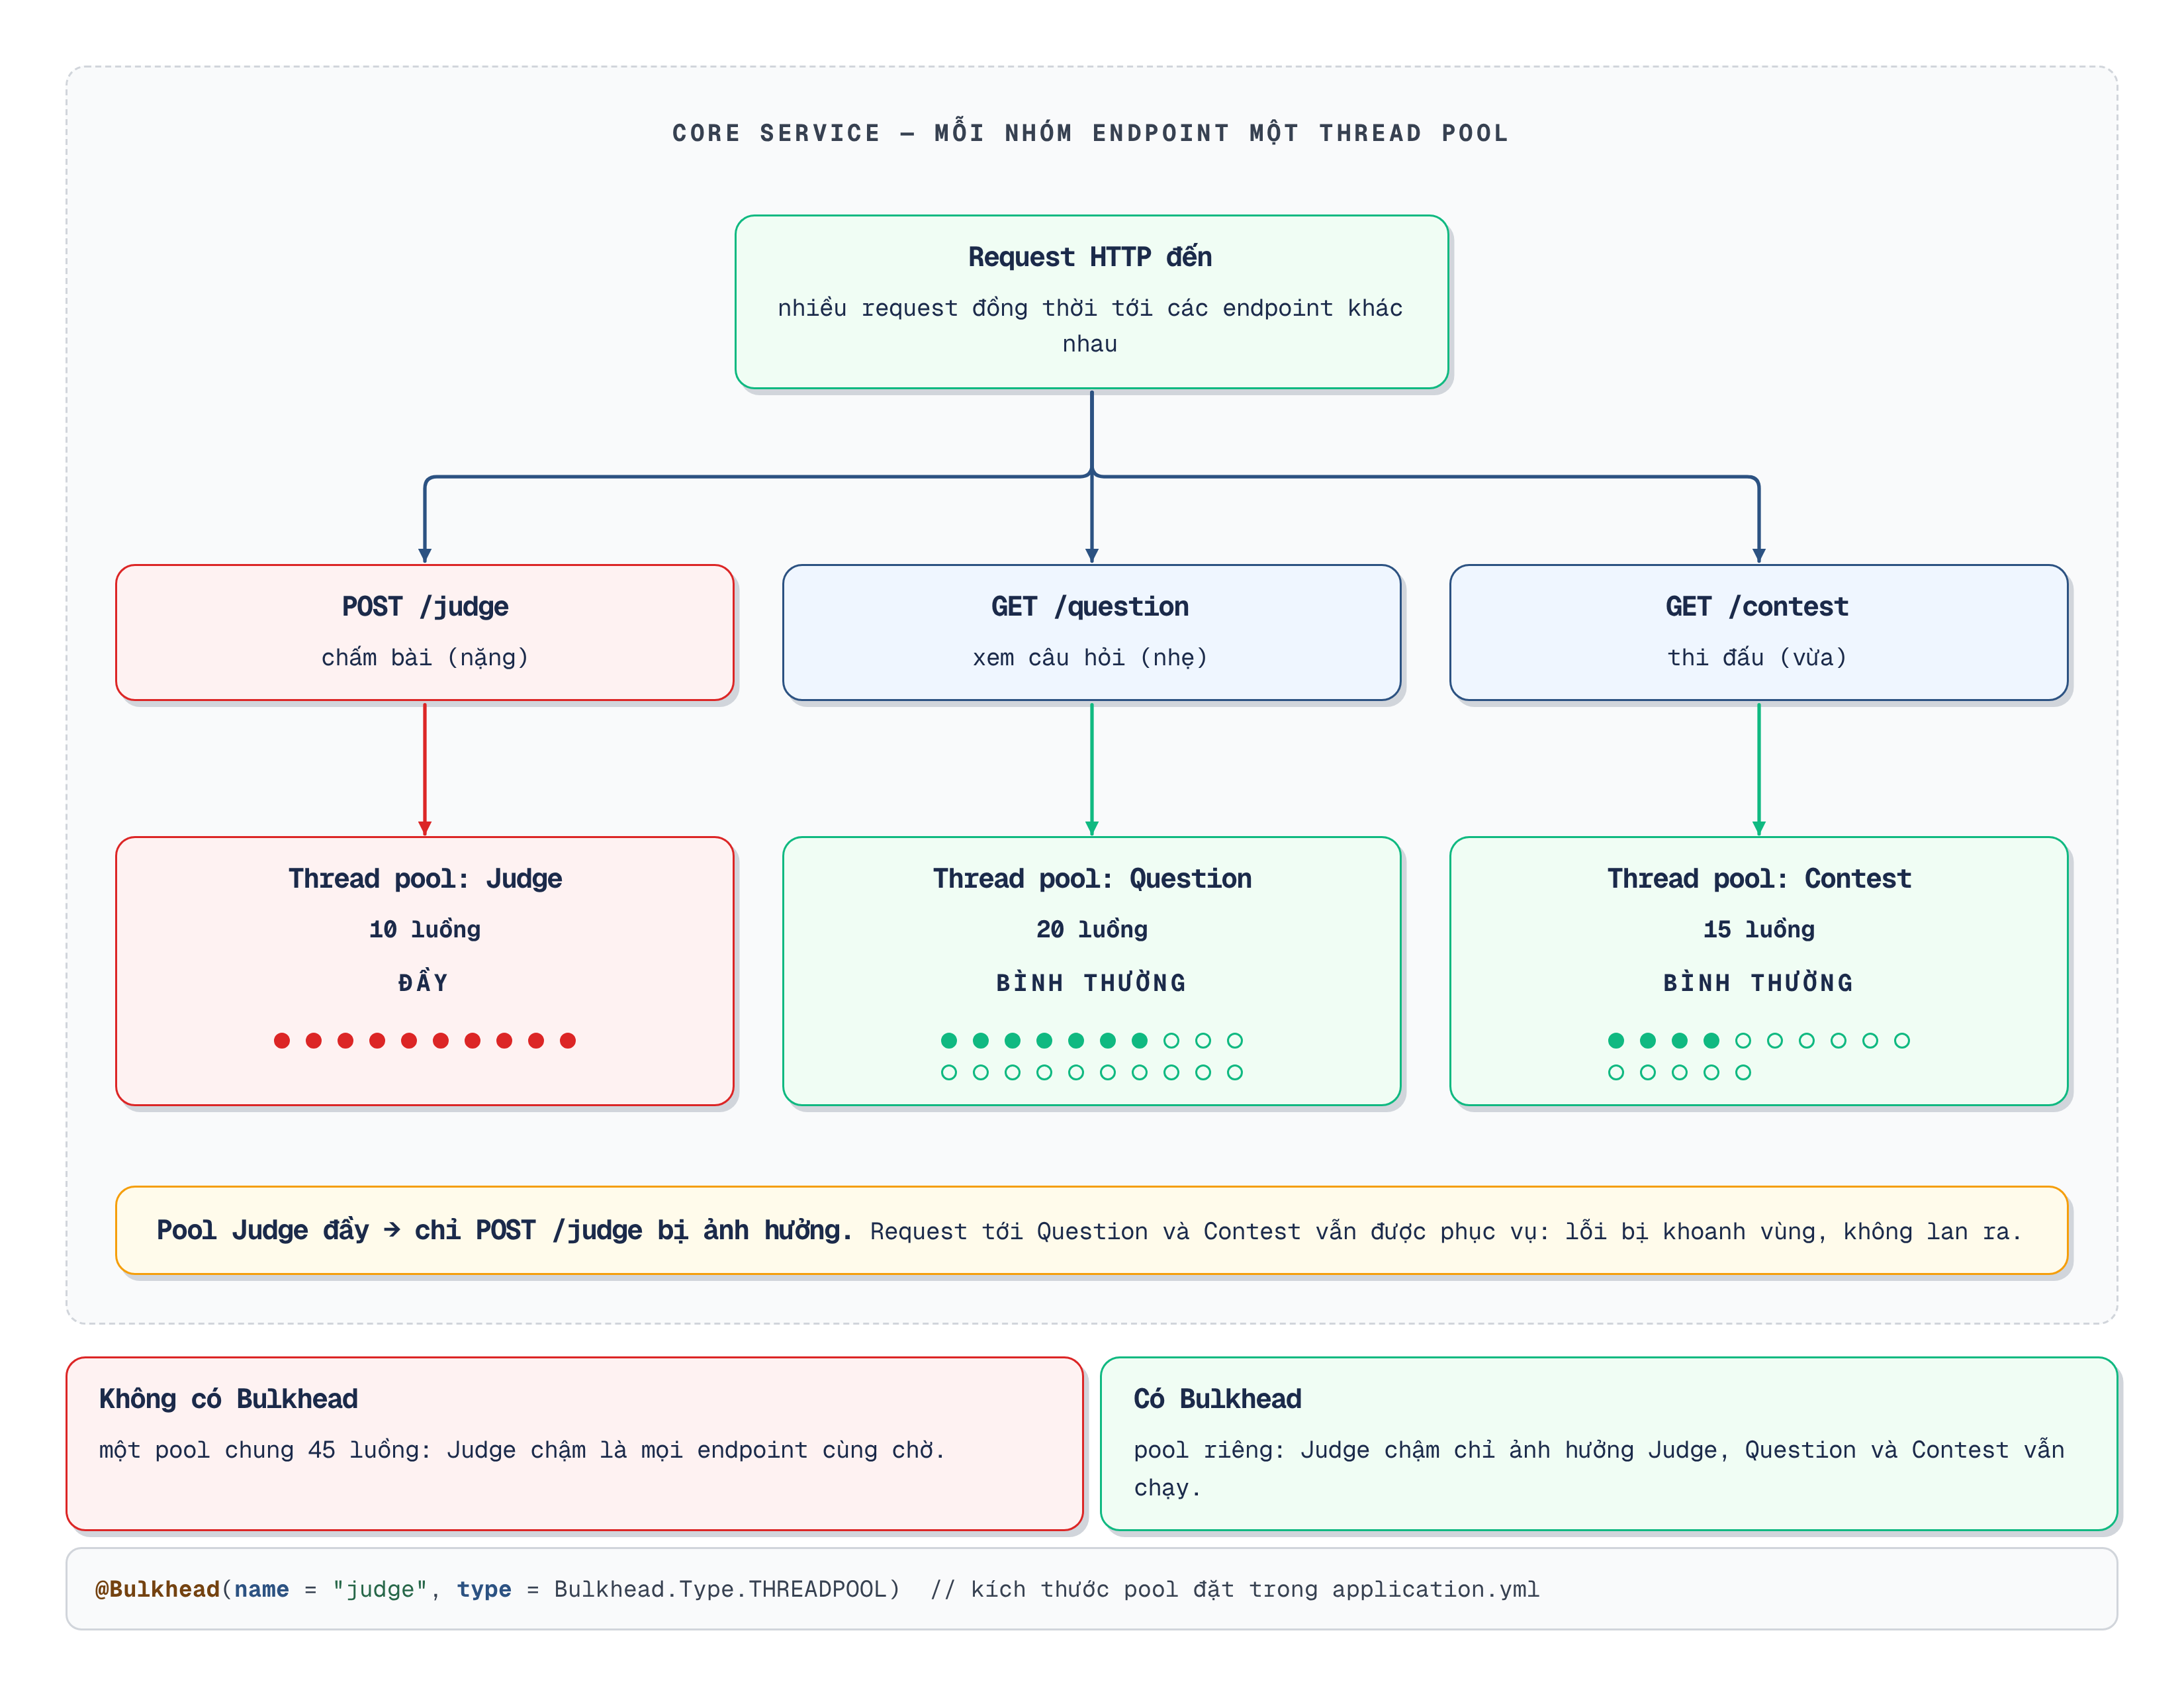 CORE SERVICE — MỖI NHÓM ENDPOINT MỘT THREAD POOL
Request HTTP đến
nhiều request đồng thời tới các endpoint khác
nhau
POST /judge
chấm bài (nặng)
GET /question
xem câu hỏi (nhẹ)
GET /contest
thi đấu (vừa)
Thread pool: Judge
10 luồng
ĐẦY
Thread pool: Question
20 luồng
BÌNH THƯỜNG
Thread pool: Contest
15 luồng
BÌNH THƯỜNG
Pool Judge đầy → chỉ POST /judge bị ảnh hưởng. Request tới Question và Contest vẫn được phục vụ: lỗi bị khoanh vùng, không lan ra.
Không có Bulkhead
một pool chung 45 luồng: Judge chậm là mọi endpoint cùng chờ.
Có Bulkhead
pool riêng: Judge chậm chỉ ảnh hưởng Judge, Question và Contest vẫn
chạy.
@Bulkhead(name = "judge", type = Bulkhead.Type.THREADPOOL)  // kích thước pool đặt trong application.yml